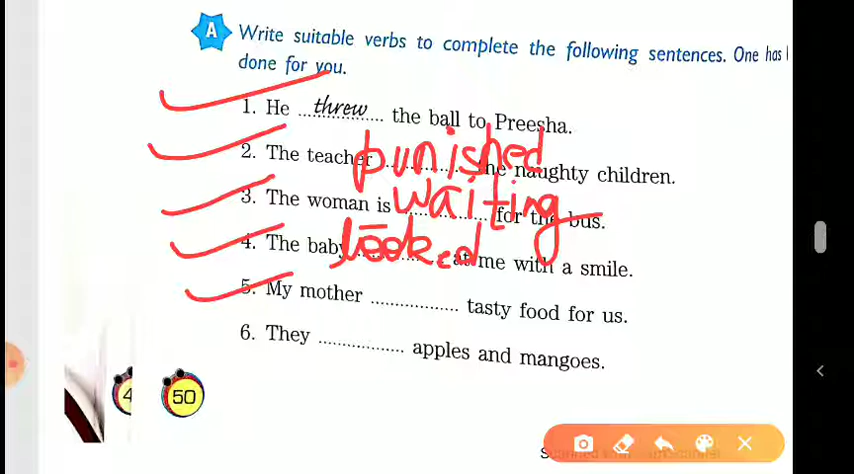 A Write suitable verbs to complete the following sentences. One has
done for you.
1. He ...threw... the ball to Preesha.
2. The teacher punished the naughty children.
3. The woman is waiting for the bus.
4. The baby looked at me with a smile.
5. My mother .................. tasty food for us.
6. They .................. apples and mangoes.
4 50